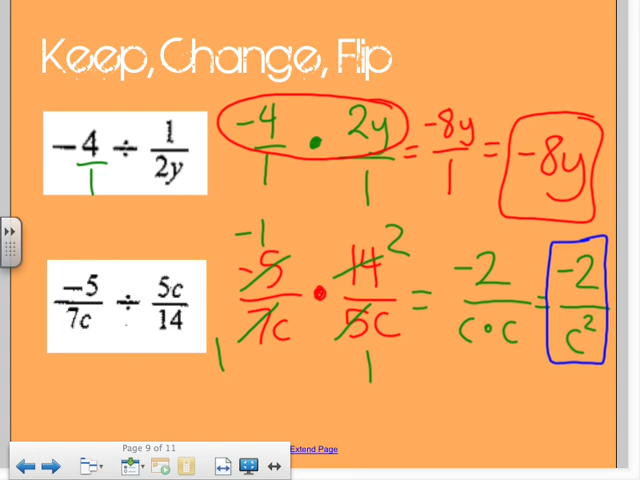 Keep, Change, Flip
-4/1 ÷ 1/2y   -4/1 • 2y/1 = -8y/1 = -8y
-5/7c ÷ 5c/14   -1 -5/7c 1 • 14 2/5c 1 = -2/c•c = -2/c²
Page 9 of 11
Extend Page